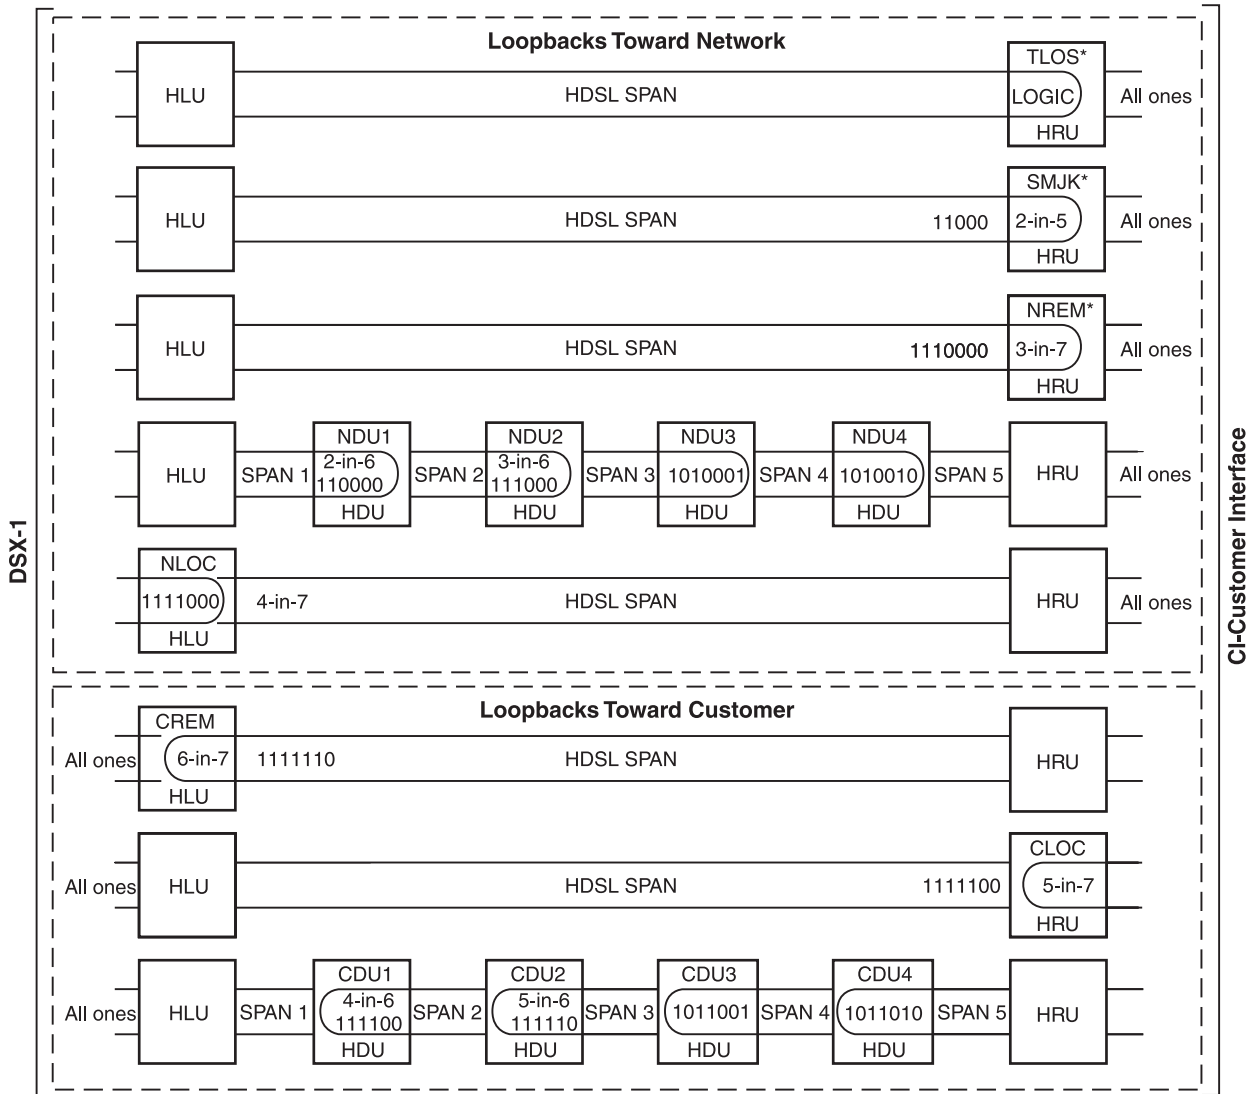 Loopbacks Toward Network
TLOS*
HLU
HDSL SPAN
LOGIC
All ones
HRU
SMJK*
HLU
HDSL SPAN
11000
2-in-5
All ones
HRU
NREM*
HLU
HDSL SPAN
1110000
3-in-7
All ones
HRU
NDU1
NDU2
NDU3
NDU4
HLU
SPAN 1
2-in-6
110000
SPAN 2
3-in-6
111000
SPAN 3
1010001
SPAN 4
1010010
SPAN 5
HRU
All ones
HDU
HDU
HDU
HDU
NLOC
1111000
4-in-7
HDSL SPAN
HRU
All ones
HLU
DSX-1
CI-Customer Interface
Loopbacks Toward Customer
CREM
All ones
6-in-7
1111110
HDSL SPAN
HRU
HLU
CLOC
All ones
HLU
HDSL SPAN
1111100
5-in-7
HRU
CDU1
CDU2
CDU3
CDU4
All ones
HLU
SPAN 1
4-in-6
111100
SPAN 2
5-in-6
111110
SPAN 3
1011001
SPAN 4
1011010
SPAN 5
HRU
HDU
HDU
HDU
HDU